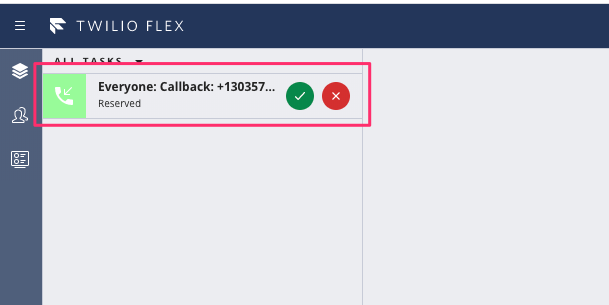 TWILIO FLEX
ALL TASKS
Everyone: Callback: +130357...
Reserved